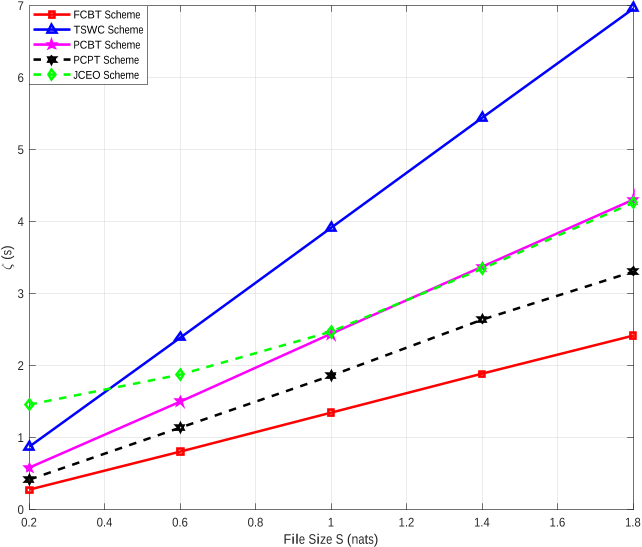 7
6
5
4
3
2
1
0
ζ (s)
FCBT Scheme
TSWC Scheme
PCBT Scheme
PCPT Scheme
JCEO Scheme
0.2 0.4 0.6 0.8 1 1.2 1.4 1.6 1.8
File Size S (nats)